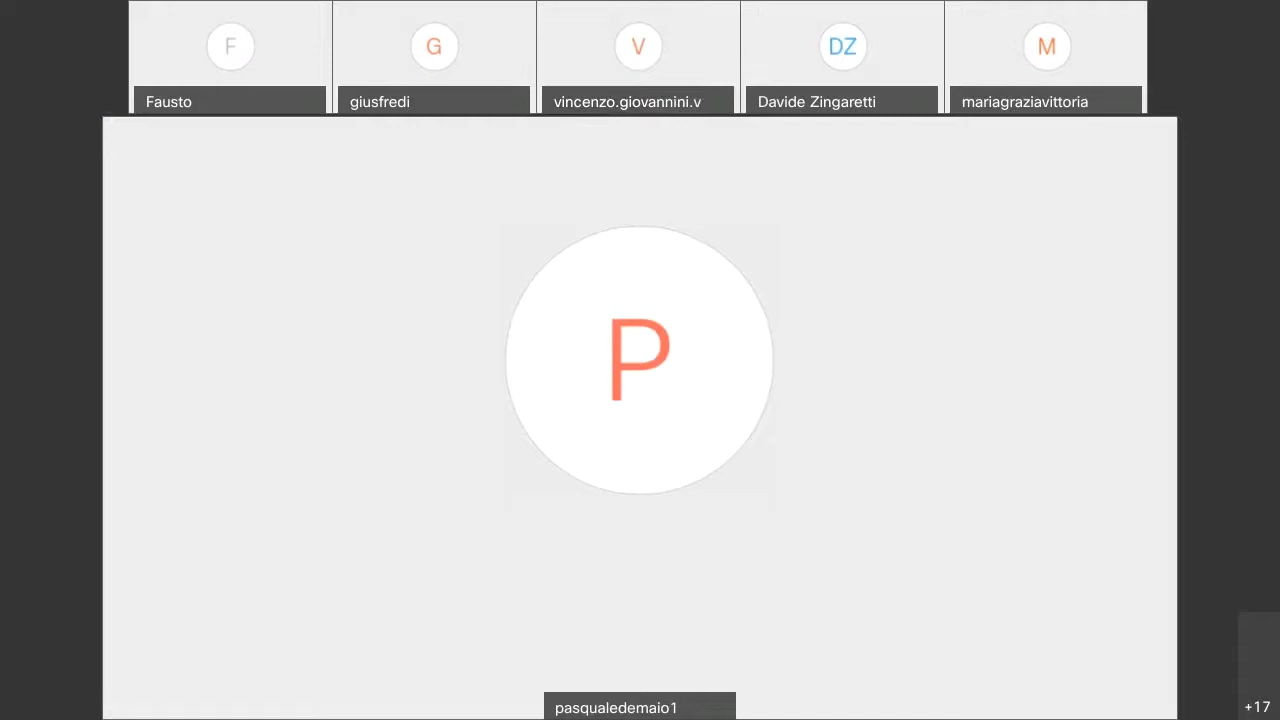 F
G
V
DZ
M
Fausto
giusfredi
vincenzo.giovannini.v
Davide Zingaretti
mariagraziavittoria
P
pasqualedemaio1
+17